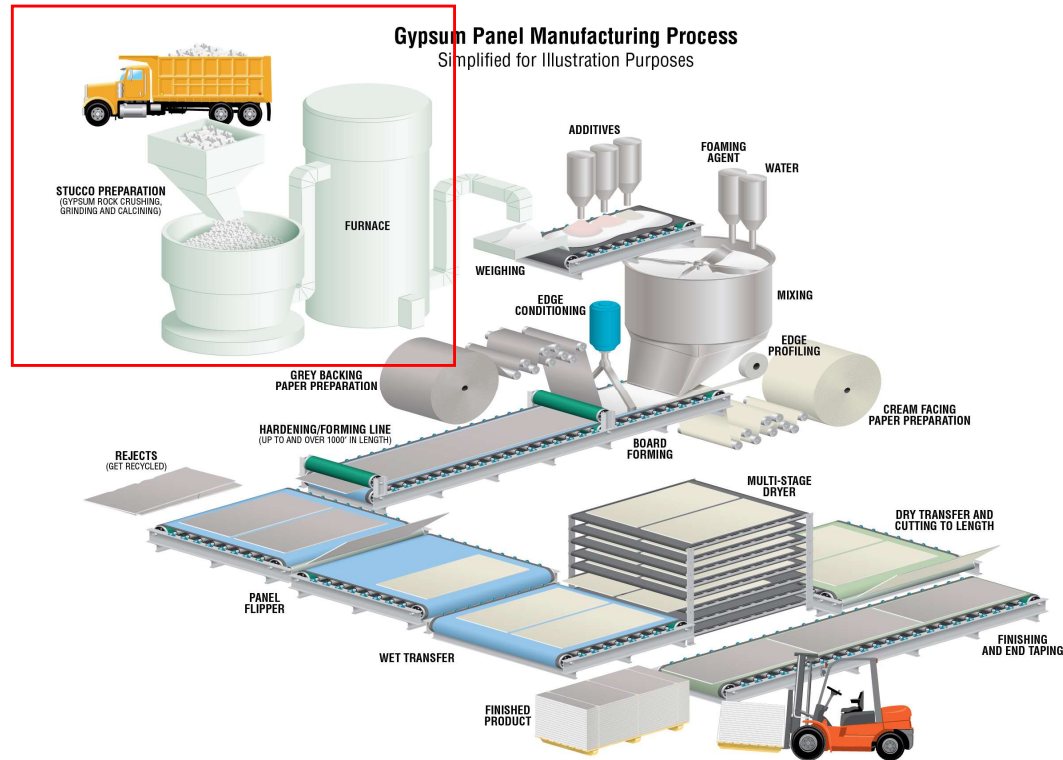 Gypsum Panel Manufacturing Process
Simplified for Illustration Purposes
ADDITIVES
FOAMING
AGENT
WATER
STUCCO PREPARATION
(GYPSUM ROCK CRUSHING,
GRINDING AND CALCINING)
FURNACE
WEIGHING
MIXING
EDGE
CONDITIONING
EDGE
PROFILING
GREY BACKING
PAPER PREPARATION
CREAM FACING
PAPER PREPARATION
HARDENING/FORMING LINE
(UP TO AND OVER 1000' IN LENGTH)
BOARD
FORMING
REJECTS
(GET RECYCLED)
MULTI-STAGE
DRYER
DRY TRANSFER AND
CUTTING TO LENGTH
PANEL
FLIPPER
WET TRANSFER
FINISHING
AND END TAPING
FINISHED
PRODUCT